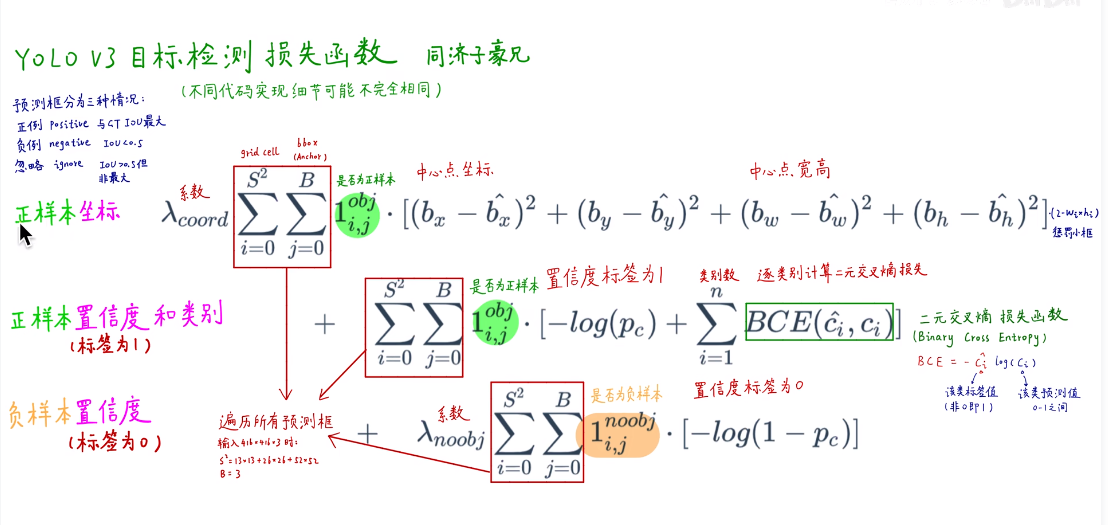 YOLO V3 目标检测 损失函数 同济子豪兄
(不同代码实现细节可能不完全相同)
预测框分为三种情况:
正例 positive 与GT IOU最大
负例 negative IOU<0.5
忽略 ignore IOU>0.5但
非最大
grid cell
bbox
(Anchor)
是否为正样本
中心点坐标
中心点宽高
系数
正样本坐标
λ_{coord} \sum_{i=0}^{S^2} \sum_{j=0}^{B} 1_{i,j}^{obj} · [(b_x − \hat{b_x})^2 + (b_y − \hat{b_y})^2 + (b_w − \hat{b_w})^2 + (b_h − \hat{b_h})^2]
(2-wi×hi)
惩罚小框
是否为正样本
置信度标签为1
类别数
逐类别计算二元交叉熵损失
正样本置信度和类别
(标签为1)
+ \sum_{i=0}^{S^2} \sum_{j=0}^{B} 1_{i,j}^{obj} · [−log(p_c) + \sum_{i=1}^{n} BCE(\hat{c_i}, c_i)]
二元交叉熵 损失函数
(Binary Cross Entropy)
BCE = - \hat{c_i} log(c_i)
该类标签值
(非0即1)
该类预测值
0-1之间
是否为负样本
置信度标签为0
系数
负样本置信度
(标签为0)
+ λ_{noobj} \sum_{i=0}^{S^2} \sum_{j=0}^{B} 1_{i,j}^{noobj} · [−log(1 − p_c)]
遍历所有预测框
输入416×416×3时:
S²=13×13+26×26+52×52
B=3